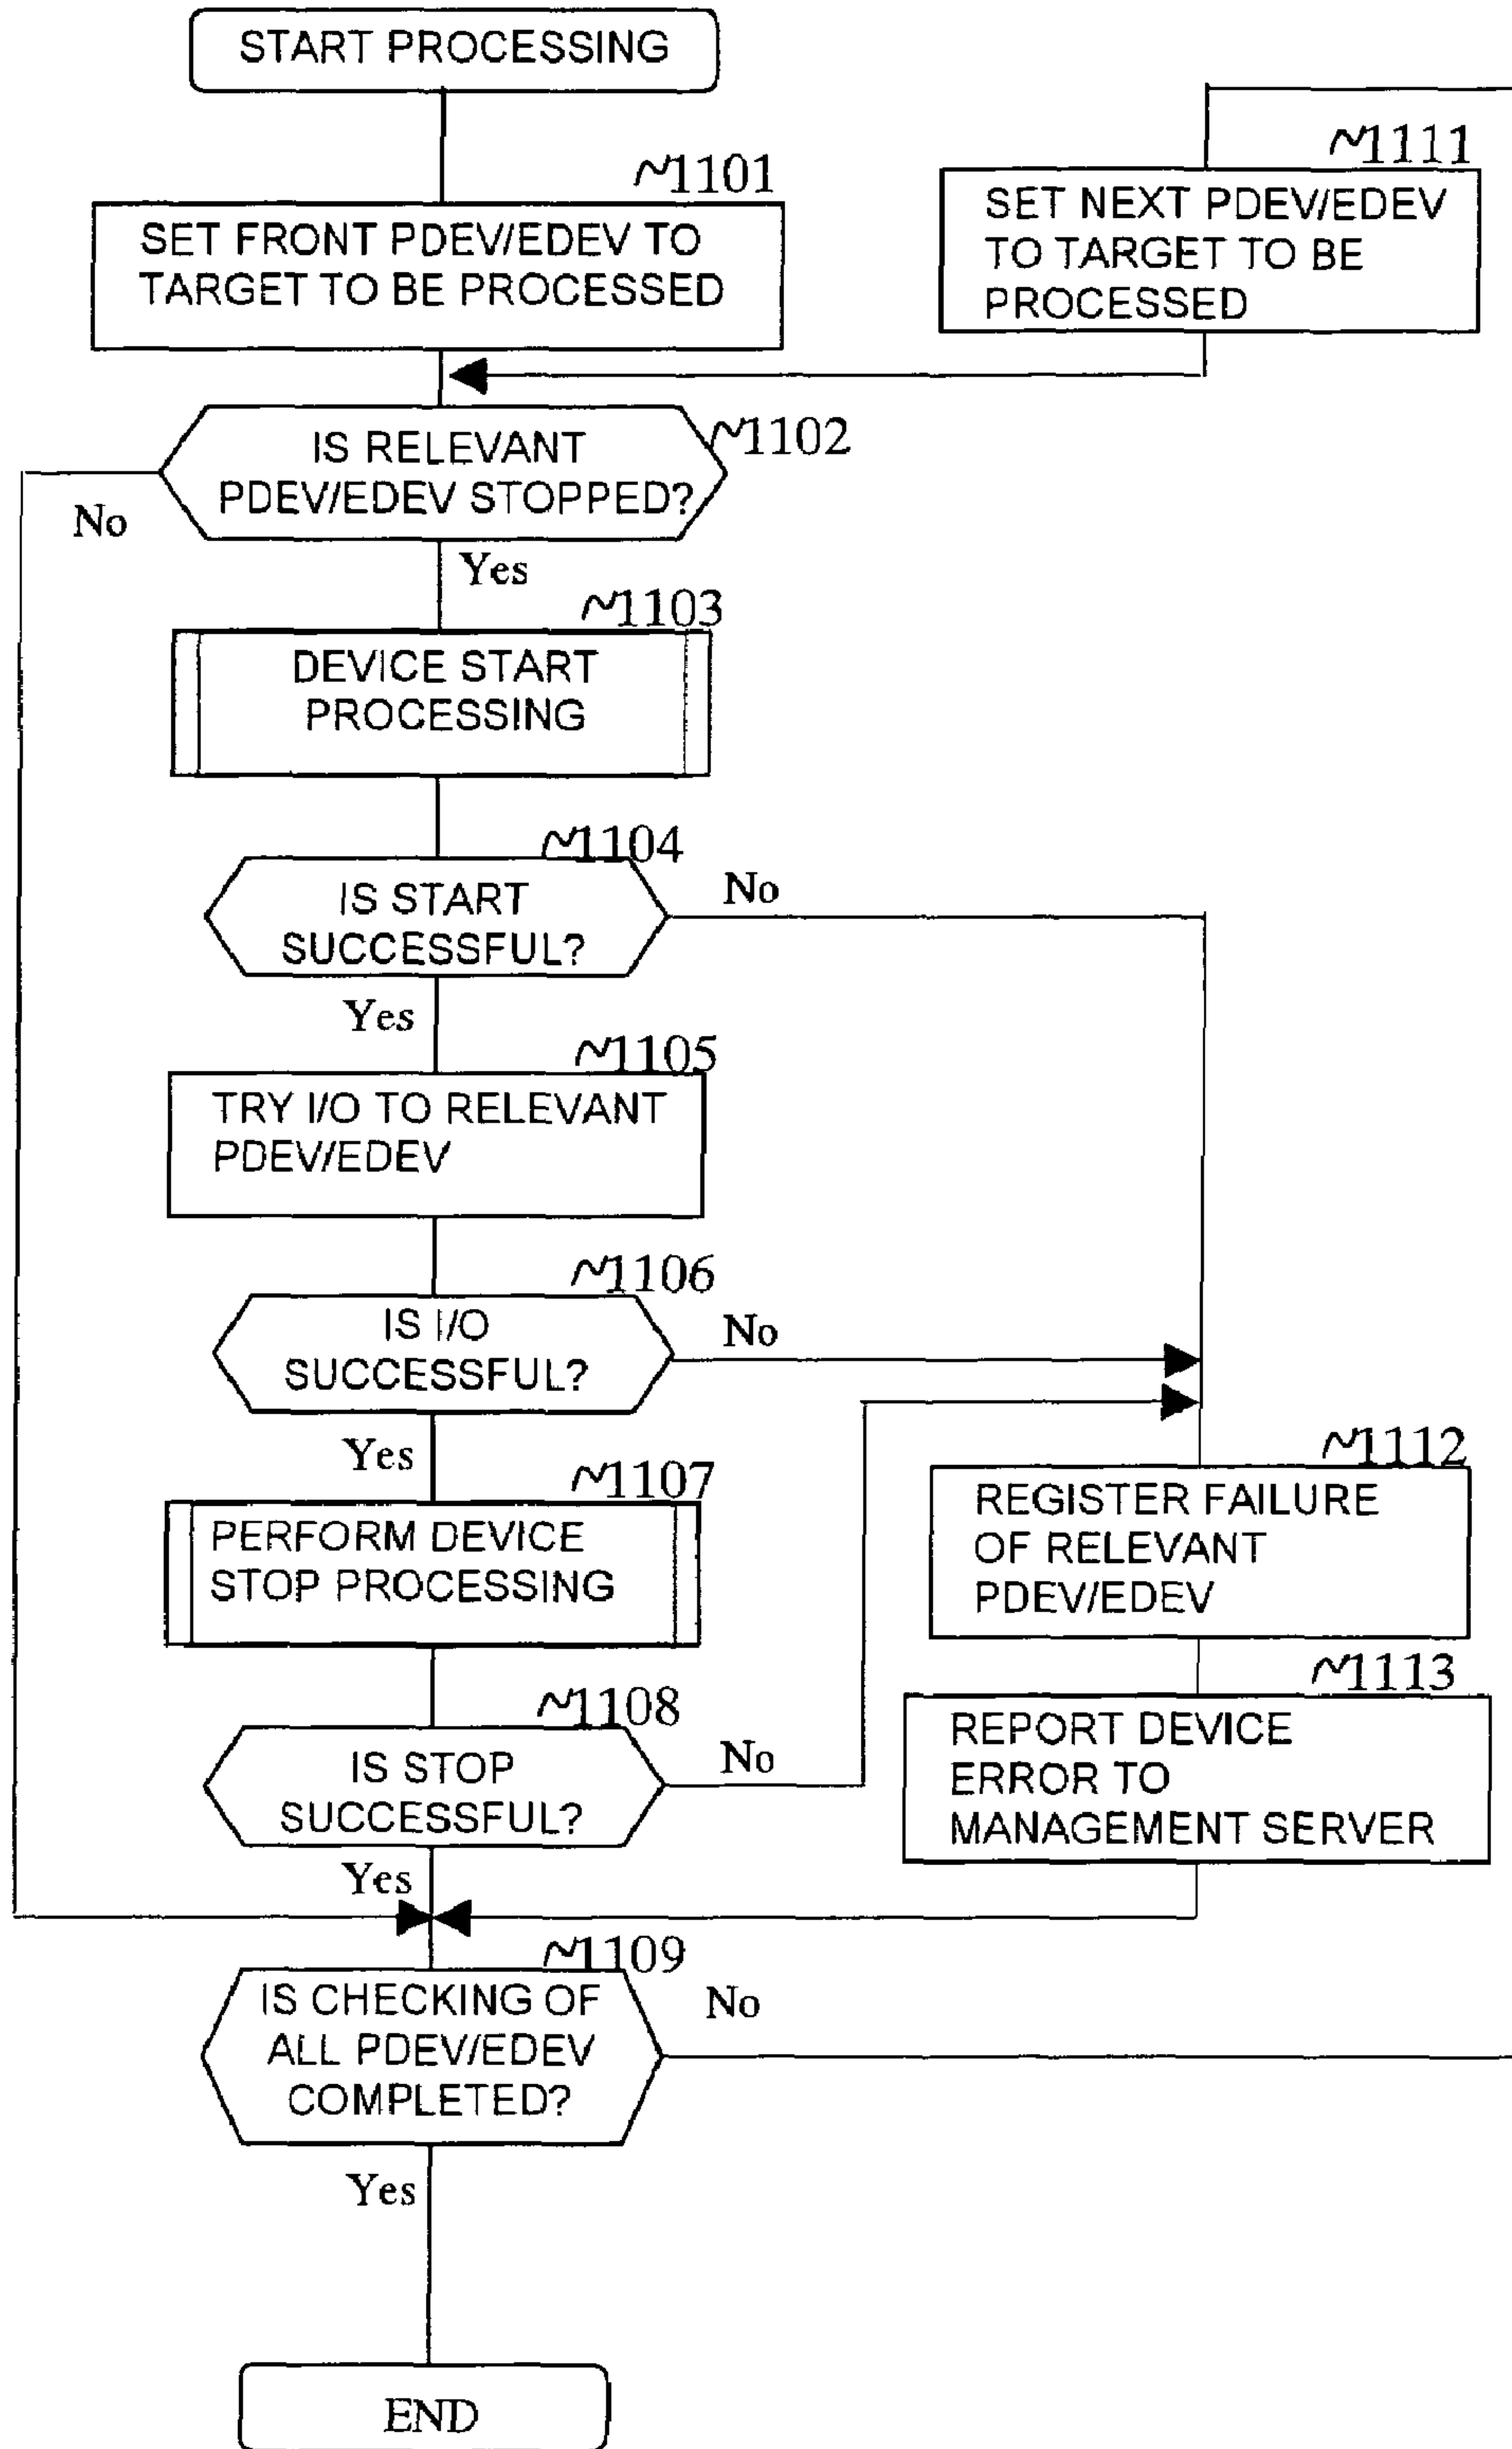 START PROCESSING
~1101
SET FRONT PDEV/EDEV TO
TARGET TO BE PROCESSED
~1111
SET NEXT PDEV/EDEV
TO TARGET TO BE
PROCESSED
~1102
IS RELEVANT
PDEV/EDEV STOPPED?
No
Yes
~1103
DEVICE START
PROCESSING
~1104
IS START
SUCCESSFUL?
No
Yes
~1105
TRY I/O TO RELEVANT
PDEV/EDEV
~1106
IS I/O
SUCCESSFUL?
No
Yes
~1107
PERFORM DEVICE
STOP PROCESSING
~1112
REGISTER FAILURE
OF RELEVANT
PDEV/EDEV
~1108
IS STOP
SUCCESSFUL?
No
Yes
~1113
REPORT DEVICE
ERROR TO
MANAGEMENT SERVER
~1109
IS CHECKING OF
ALL PDEV/EDEV
COMPLETED?
No
Yes
END